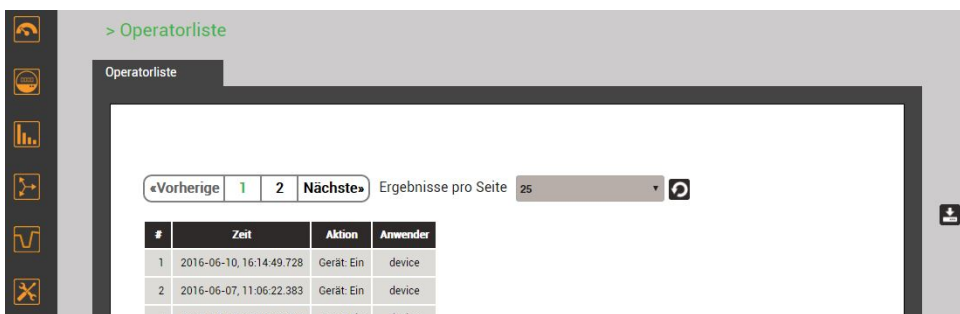 > Operatorliste
Operatorliste
«Vorherige 1 2 Nächste» Ergebnisse pro Seite 25
# Zeit Aktion Anwender
1 2016-06-10, 16:14:49.728 Gerät: Ein device
2 2016-06-07, 11:06:22.383 Gerät: Ein device